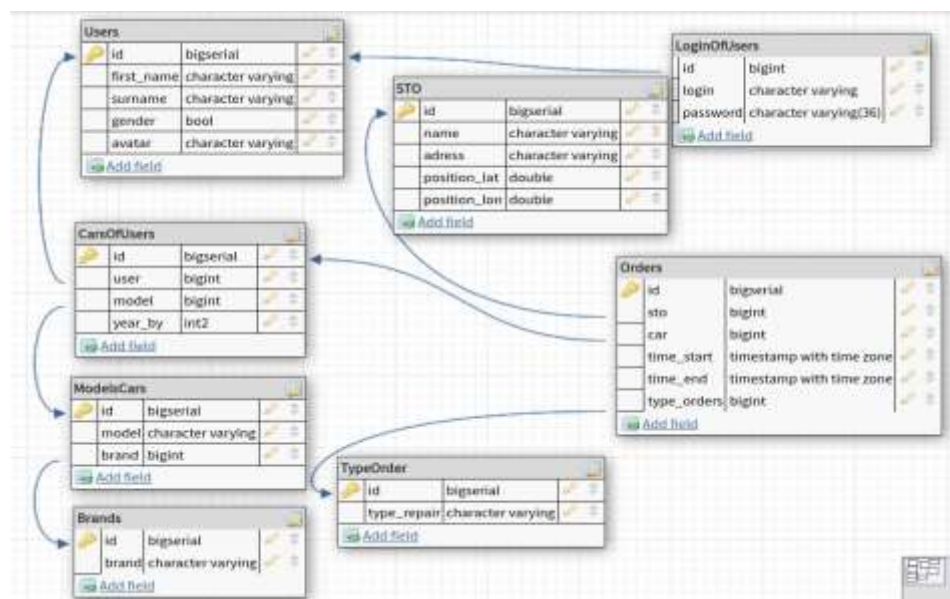 Users
id bigserial
first_name character varying
surname character varying
gender bool
avatar character varying
Add field
LoginOfUsers
id bigint
login character varying
password character varying(36)
Add field
STO
id bigserial
name character varying
adress character varying
position_lat double
position_lon double
Add field
CarsOfUsers
id bigserial
user bigint
model bigint
year_by int2
Add field
Orders
id bigserial
sto bigint
car bigint
time_start timestamp with time zone
time_end timestamp with time zone
type_orders bigint
Add field
ModelsCars
id bigserial
model character varying
brand bigint
Add field
TypeOrder
id bigserial
type_repair character varying
Add field
Brands
id bigserial
brand character varying
Add field